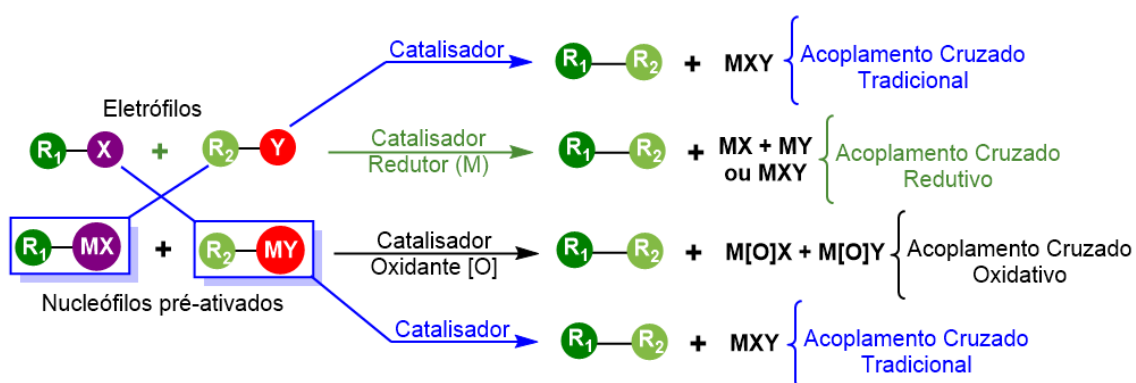 Catalisador
R1 R2 + MXY
Acoplamento Cruzado
Tradicional
Eletrófilos
R1 X + R2 Y
Catalisador
Redutor (M)
R1 R2 + MX + MY
ou MXY
Acoplamento Cruzado
Redutivo
R1 MX + R2 MY
Catalisador
Oxidante [O]
R1 R2 + M[O]X + M[O]Y
Acoplamento Cruzado
Oxidativo
Nucleófilos pré-ativados
Catalisador
R1 R2 + MXY
Acoplamento Cruzado
Tradicional